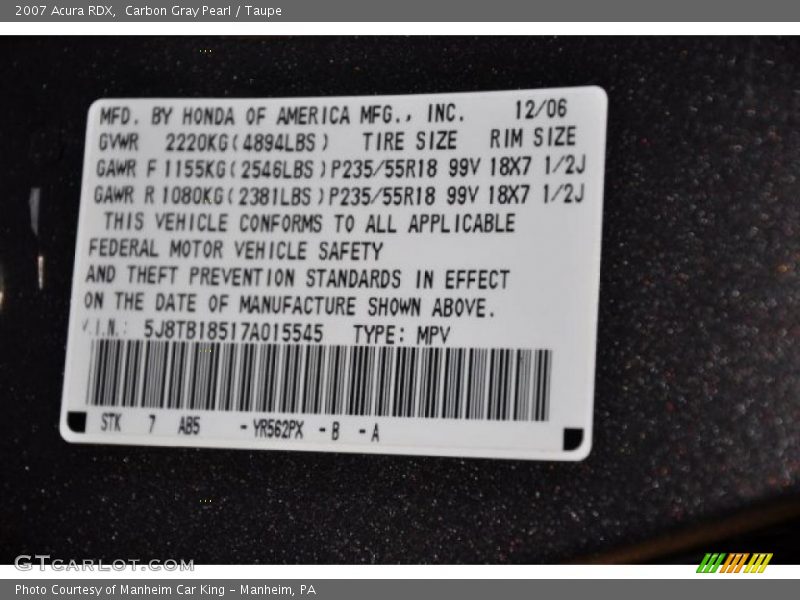 2007 Acura RDX,  Carbon Gray Pearl / Taupe
MFD. BY HONDA OF AMERICA MFG., INC.   12/06
GVWR   2220KG(4894LBS)   TIRE SIZE   RIM SIZE
GAWR F 1155KG(2546LBS) P235/55R18 99V 18X7 1/2J
GAWR R 1080KG(2381LBS) P235/55R18 99V 18X7 1/2J
THIS VEHICLE CONFORMS TO ALL APPLICABLE
FEDERAL MOTOR VEHICLE SAFETY
AND THEFT PREVENTION STANDARDS IN EFFECT
ON THE DATE OF MANUFACTURE SHOWN ABOVE.
V.I.N.: 5J8TB18517A015545   TYPE: MPV
STK   7   AB5   -YR562PX   -B   -A
GTCARLOT.COM
Photo Courtesy of Manheim Car King – Manheim, PA